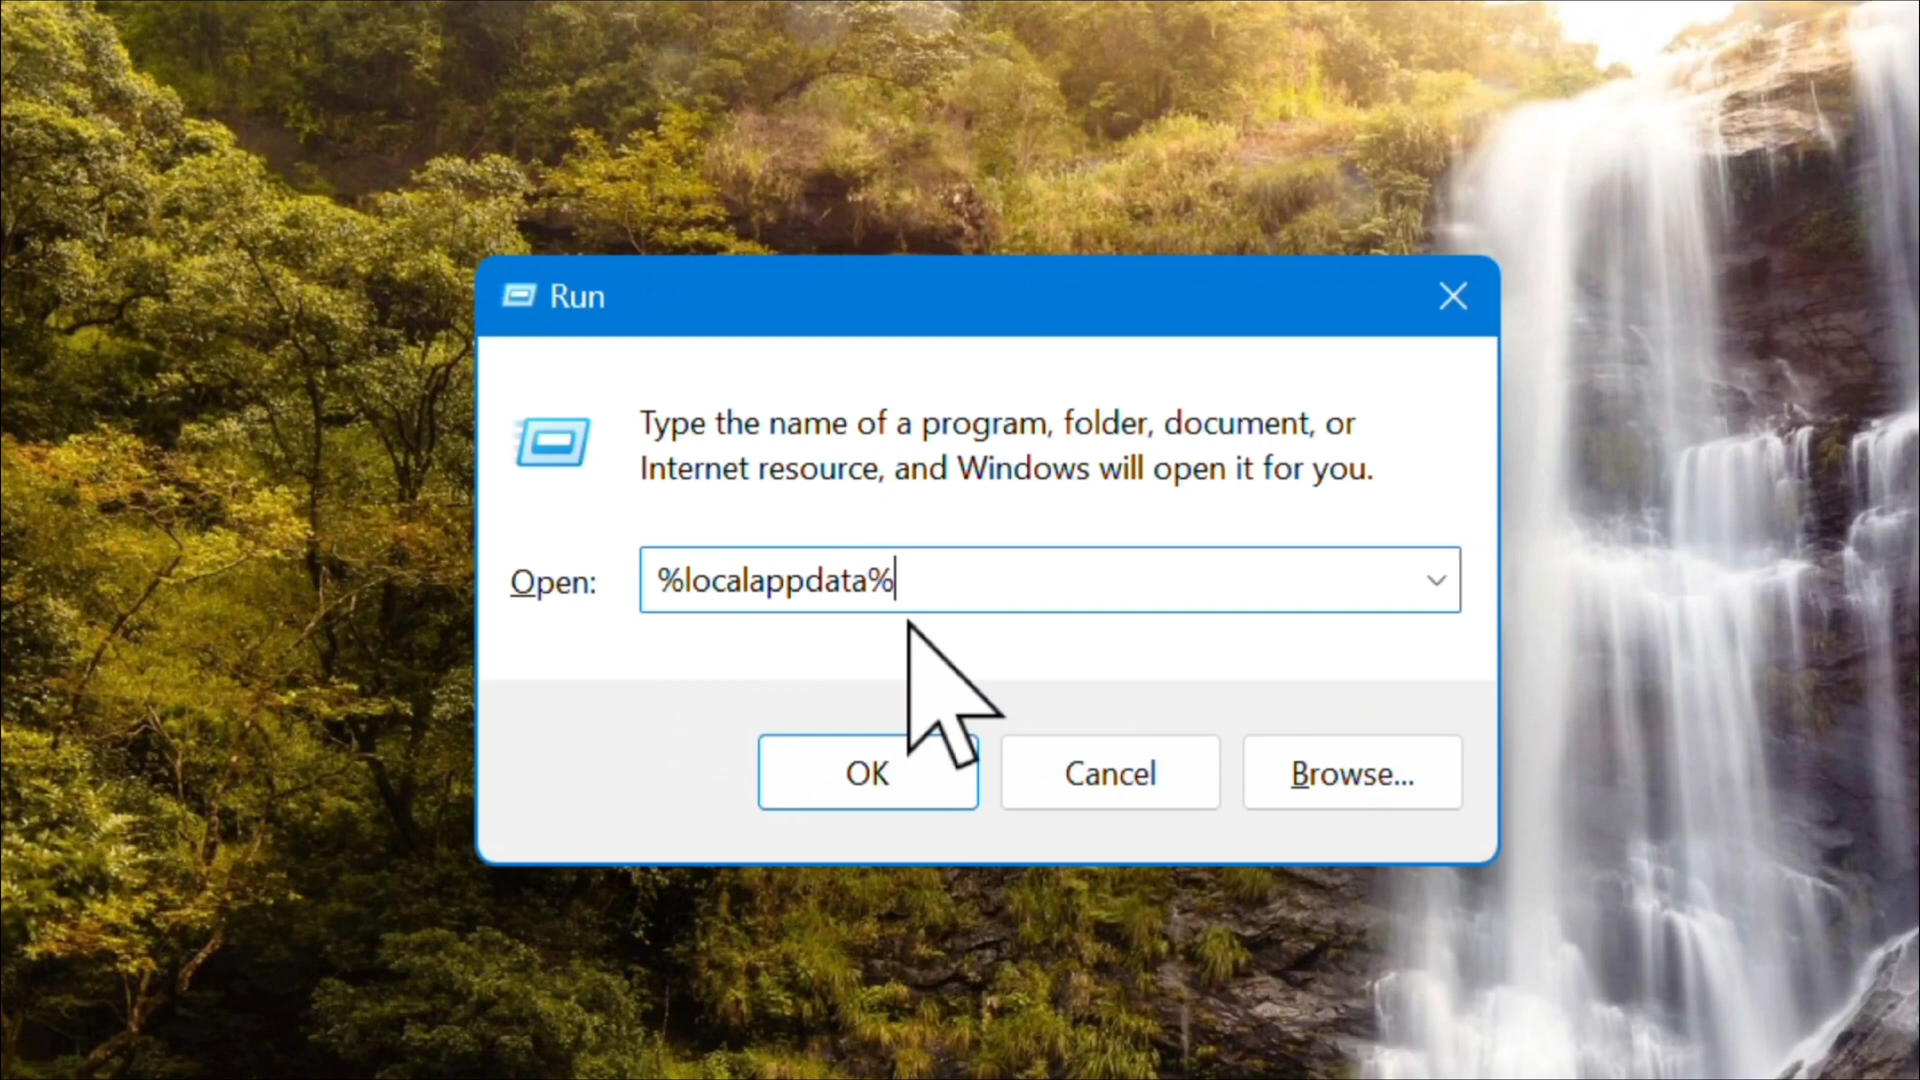 Run
Type the name of a program, folder, document, or
Internet resource, and Windows will open it for you.
Open:
%localappdata%
OK
Cancel
Browse...